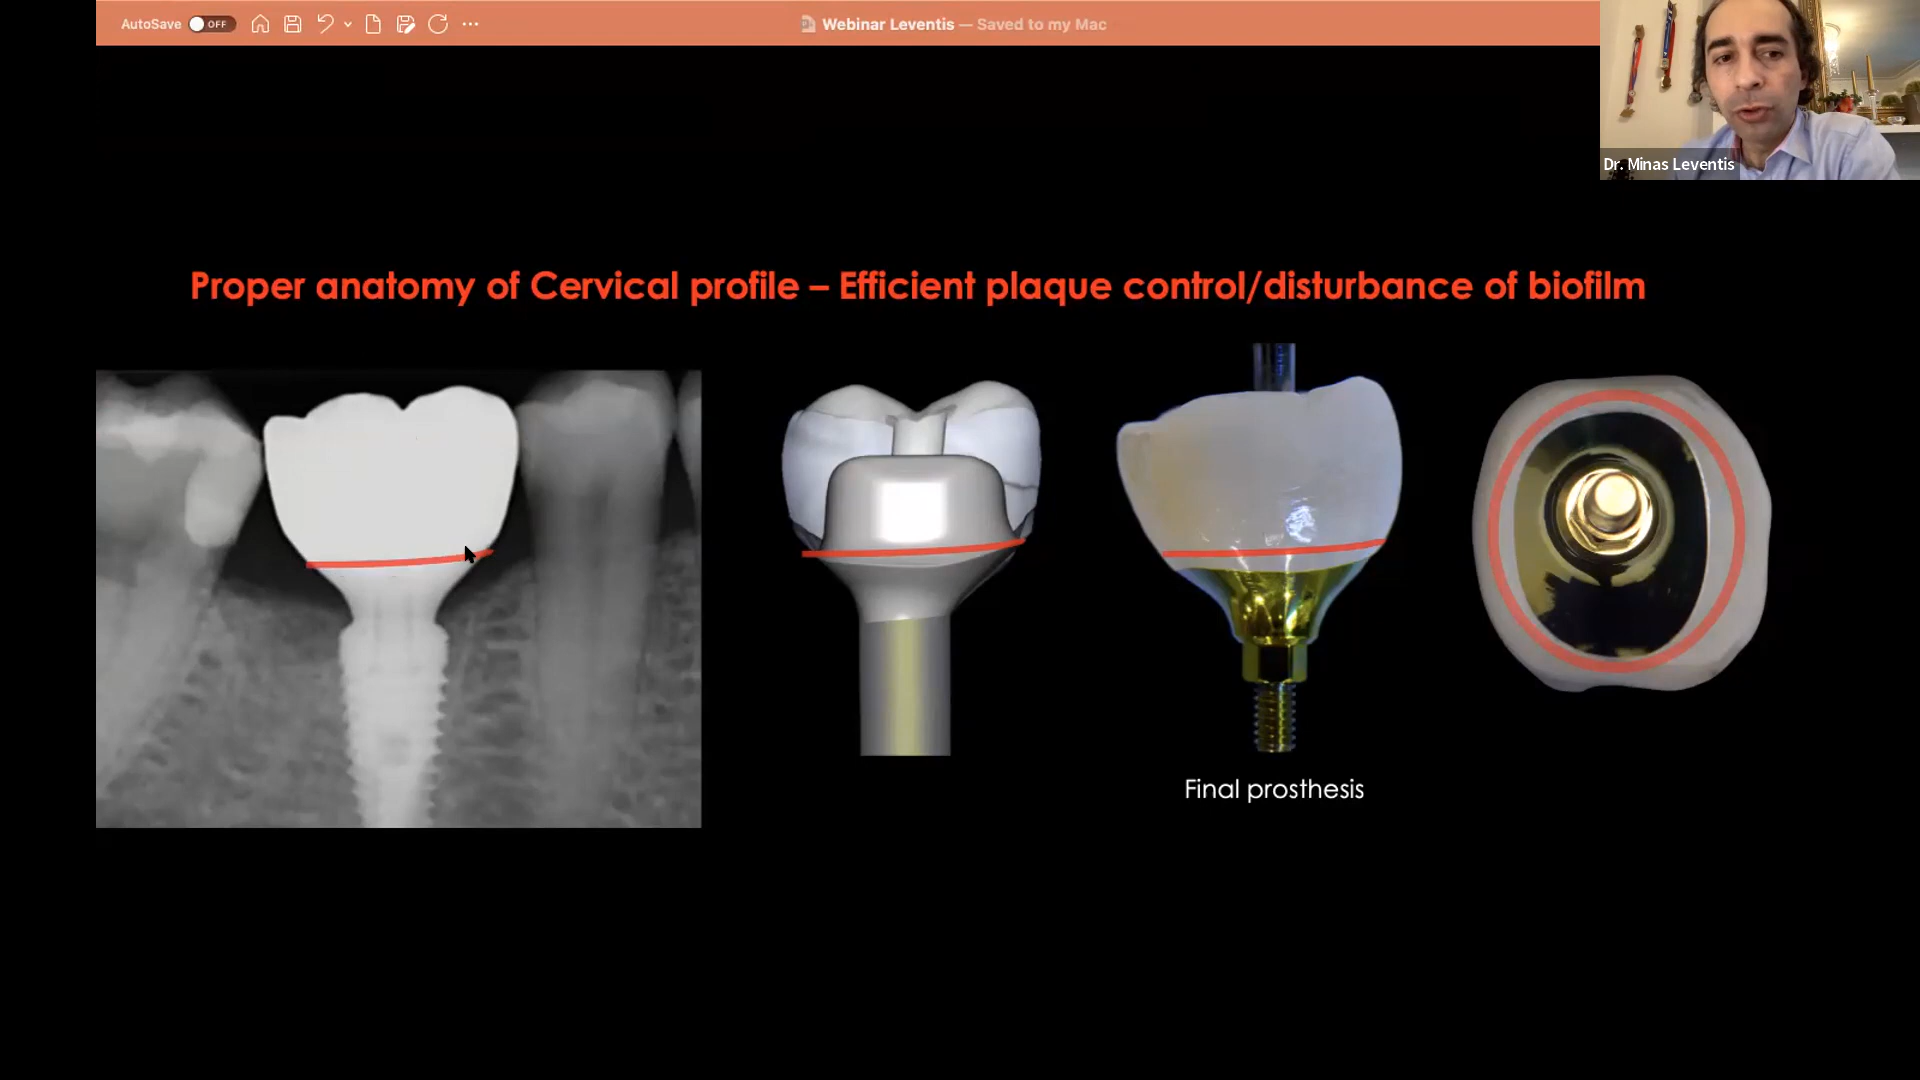 AutoSave OFF
Webinar Leventis — Saved to my Mac
Dr. Minas Leventis
Proper anatomy of Cervical profile – Efficient plaque control/disturbance of biofilm
Final prosthesis